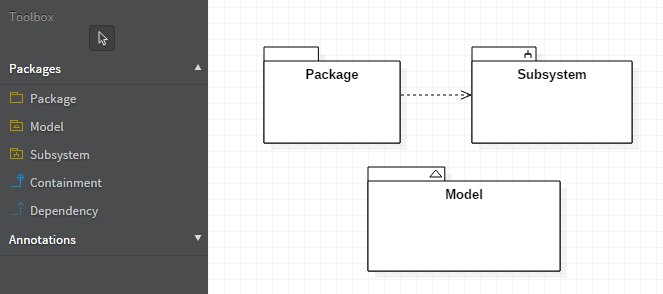 Toolbox
Packages
Package
Model
Subsystem
Containment
Dependency
Annotations
Package
Subsystem
Model